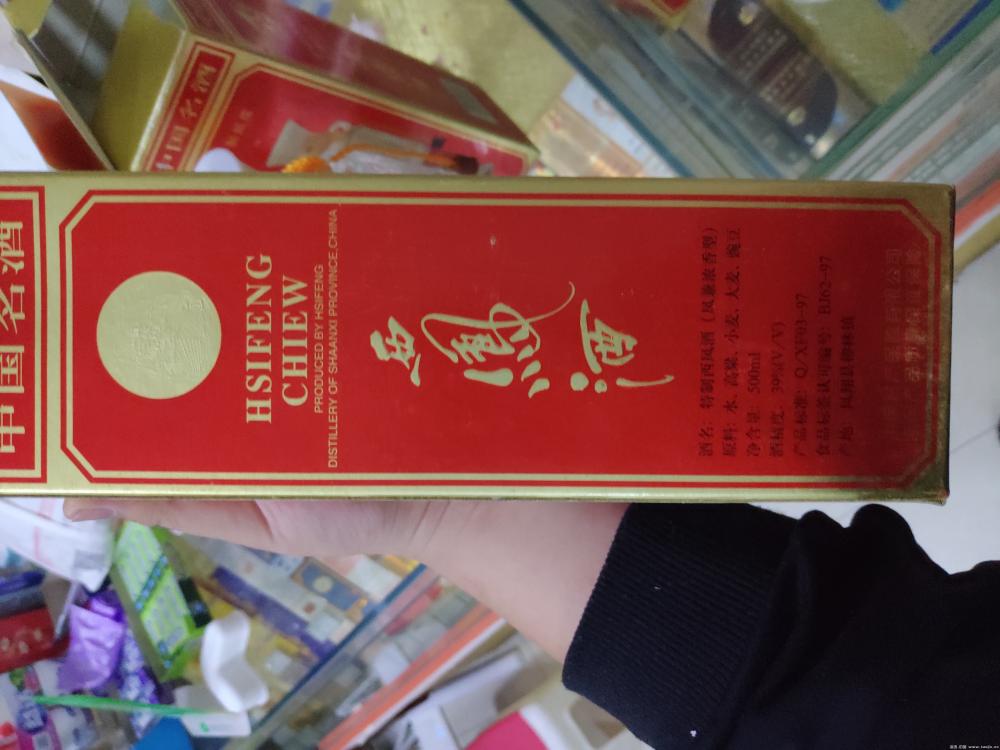 中国名酒
中国名酒
HSIFENG
CHIEW
PRODUCED BY HSIFENG
DISTILLERY OF SHAANXI PROVINCE,CHINA
西鳳酒
酒名：特制西凤酒（凤兼浓香型）
原料：水、高粱、小麦、大麦、豌豆
净含量：500ml
酒精度：39%(V/V)
产品标准：Q/XF03-97
食品标签认可编号：BJ62-97
产地：凤翔县柳林镇